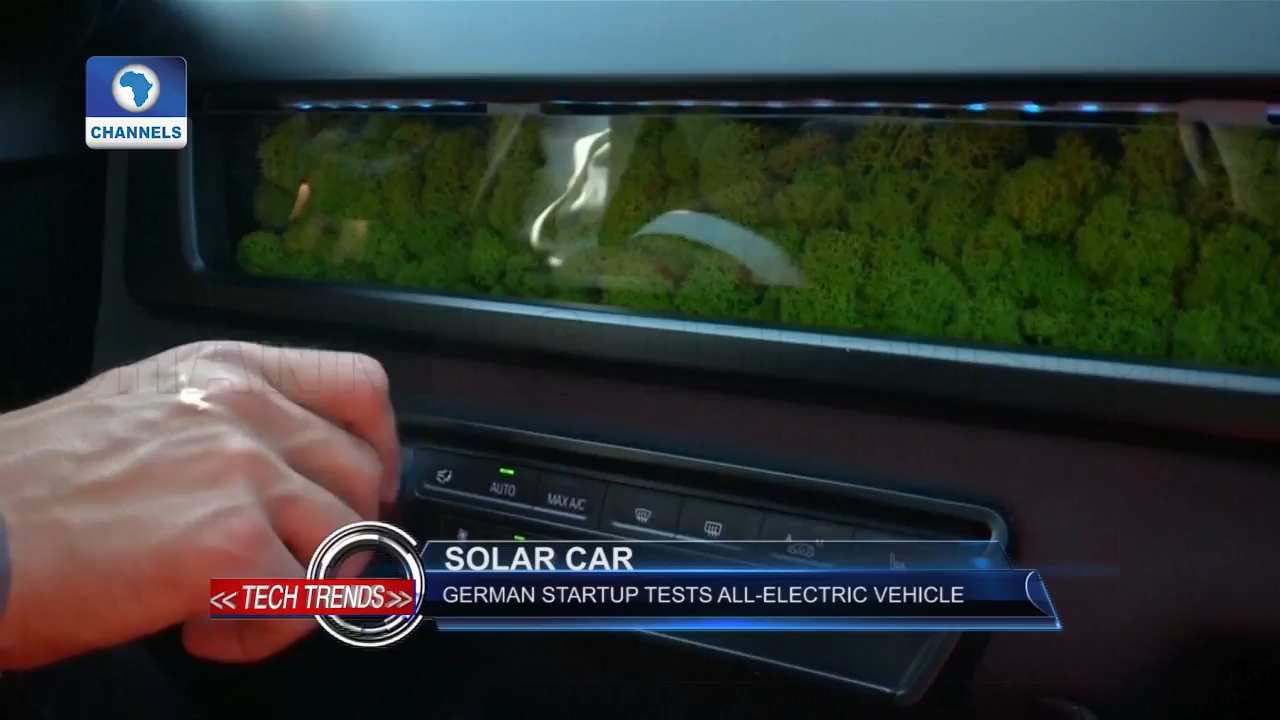 CHANNELS
AUTO
MAX A/C
SOLAR CAR
<< TECH TRENDS >>
GERMAN STARTUP TESTS ALL-ELECTRIC VEHICLE